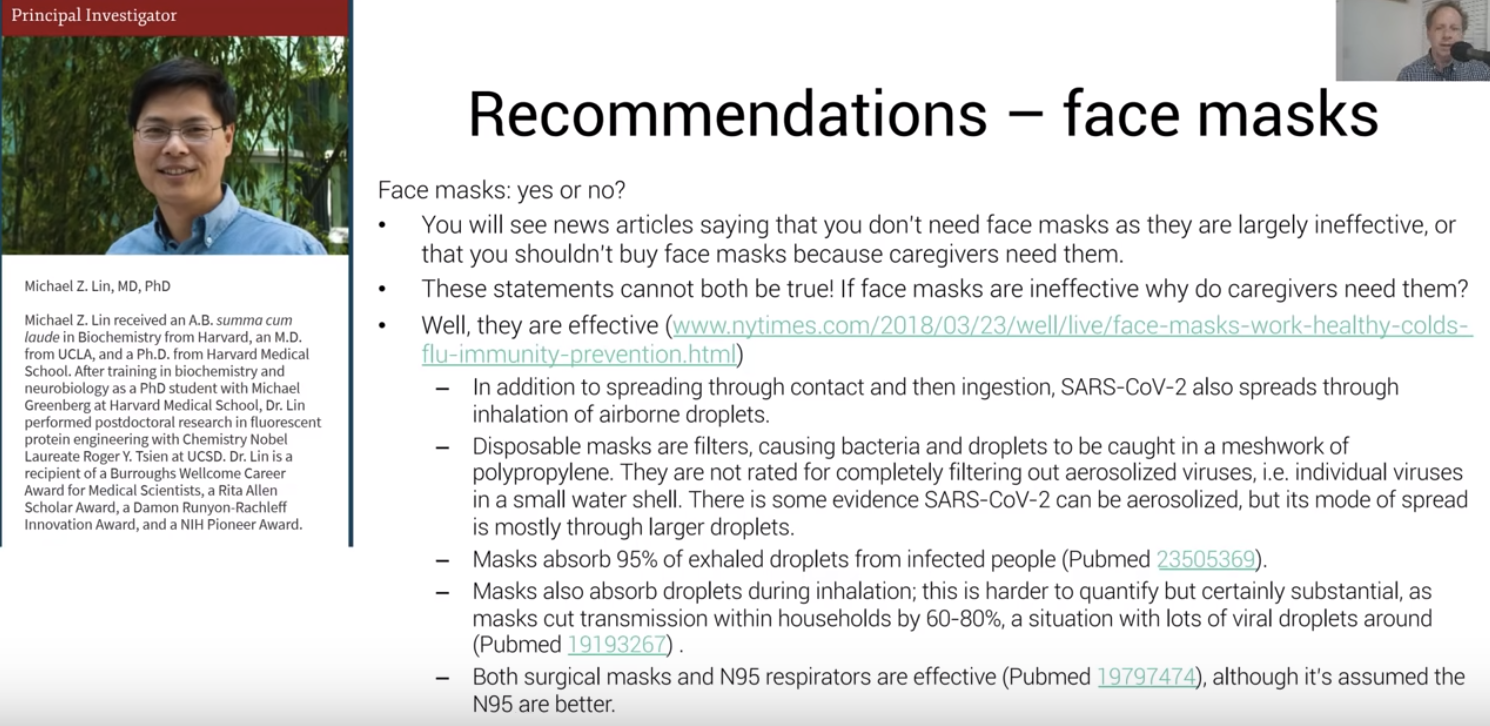 Principal Investigator
Michael Z. Lin, MD, PhD
Michael Z. Lin received an A.B. summa cum
laude in Biochemistry from Harvard, an M.D.
from UCLA, and a Ph.D. from Harvard Medical
School. After training in biochemistry and
neurobiology as a PhD student with Michael
Greenberg at Harvard Medical School, Dr. Lin
performed postdoctoral research in fluorescent
protein engineering with Chemistry Nobel
Laureate Roger Y. Tsien at UCSD. Dr. Lin is a
recipient of a Burroughs Wellcome Career
Award for Medical Scientists, a Rita Allen
Scholar Award, a Damon Runyon-Rachleff
Innovation Award, and a NIH Pioneer Award.
Recommendations – face masks
Face masks: yes or no?
• You will see news articles saying that you don't need face masks as they are largely ineffective, or
that you shouldn't buy face masks because caregivers need them.
• These statements cannot both be true! If face masks are ineffective why do caregivers need them?
• Well, they are effective (www.nytimes.com/2018/03/23/well/live/face-masks-work-healthy-colds-
flu-immunity-prevention.html)
– In addition to spreading through contact and then ingestion, SARS-CoV-2 also spreads through
inhalation of airborne droplets.
– Disposable masks are filters, causing bacteria and droplets to be caught in a meshwork of
polypropylene. They are not rated for completely filtering out aerosolized viruses, i.e. individual viruses
in a small water shell. There is some evidence SARS-CoV-2 can be aerosolized, but its mode of spread
is mostly through larger droplets.
– Masks absorb 95% of exhaled droplets from infected people (Pubmed 23505369).
– Masks also absorb droplets during inhalation; this is harder to quantify but certainly substantial, as
masks cut transmission within households by 60-80%, a situation with lots of viral droplets around
(Pubmed 19193267) .
– Both surgical masks and N95 respirators are effective (Pubmed 19797474), although it's assumed the
N95 are better.